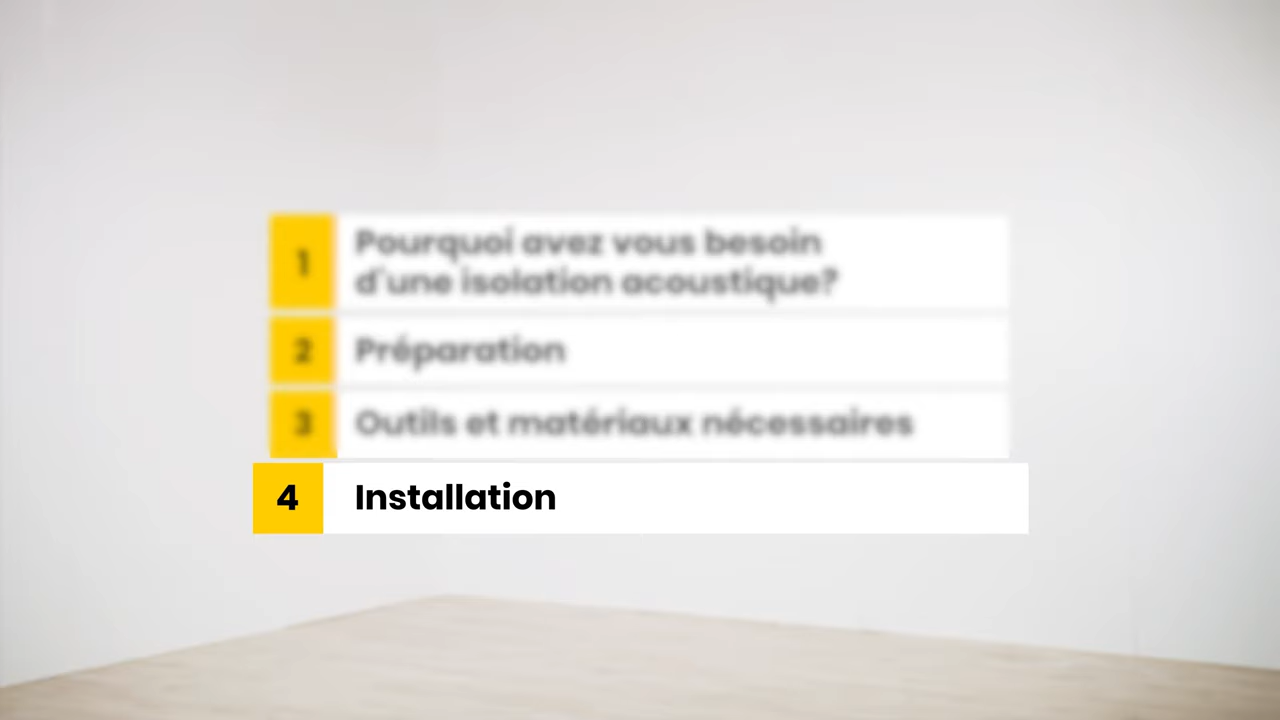 1
Pourquoi avez vous besoin
d'une isolation acoustique?
2
Préparation
3
Outils et matériaux nécessaires
4
Installation